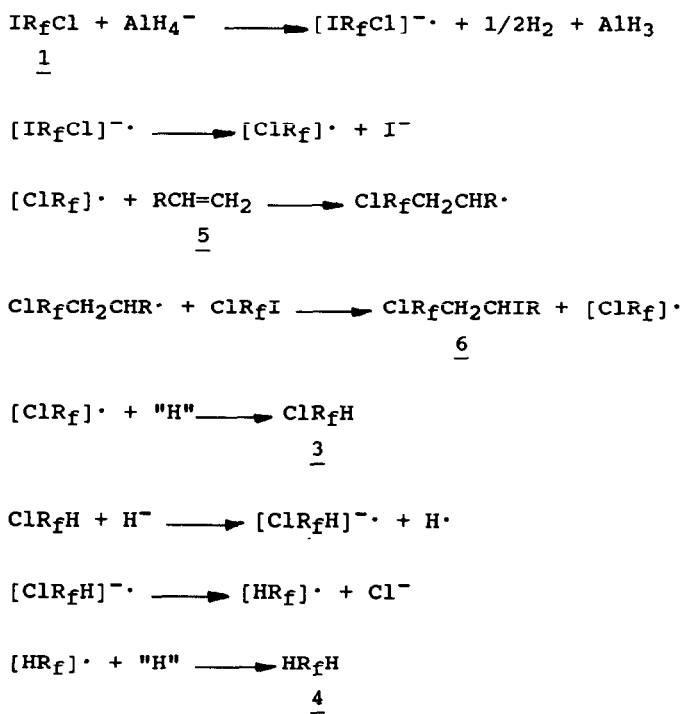 IRfCl + AlH4⁻ ⟶ [IRfCl]⁻· + 1/2H2 + AlH3
1
[IRfCl]⁻· ⟶ [ClRf]· + I⁻
[ClRf]· + RCH=CH2 ⟶ ClRfCH2CHR·
5
ClRfCH2CHR· + ClRfI ⟶ ClRfCH2CHIR + [ClRf]·
6
[ClRf]· + "H" ⟶ ClRfH
3
ClRfH + H⁻ ⟶ [ClRfH]⁻· + H·
[ClRfH]⁻· ⟶ [HRf]· + Cl⁻
[HRf]· + "H" ⟶ HRfH
4